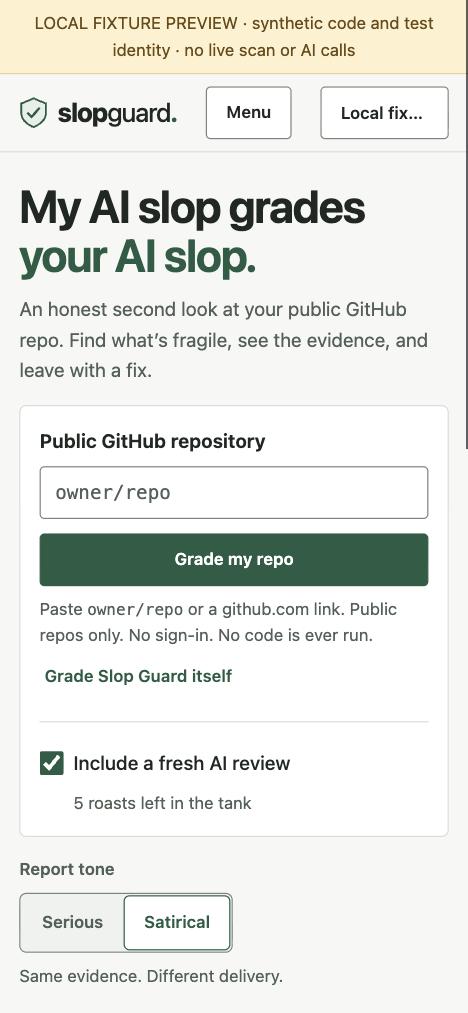 LOCAL FIXTURE PREVIEW · synthetic code and test
identity · no live scan or AI calls
slopguard.
Menu
Local fix...
My AI slop grades
your AI slop.
An honest second look at your public GitHub
repo. Find what’s fragile, see the evidence, and
leave with a fix.
Public GitHub repository
owner/repo
Grade my repo
Paste owner/repo or a github.com link. Public
repos only. No sign-in. No code is ever run.
Grade Slop Guard itself
Include a fresh AI review
5 roasts left in the tank
Report tone
Serious
Satirical
Same evidence. Different delivery.